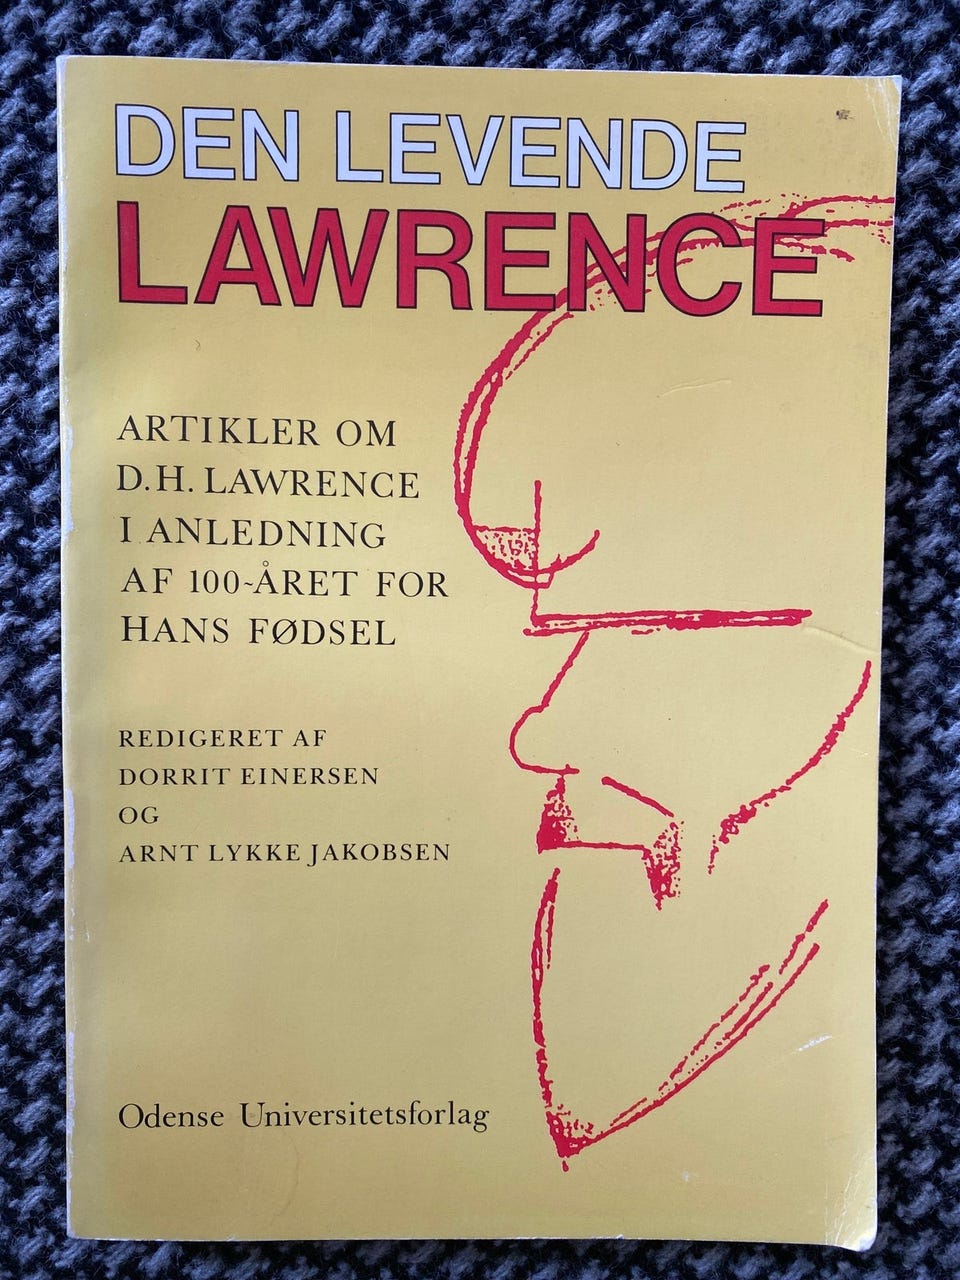 DEN LEVENDE
LAWRENCE
ARTIKLER OM
D.H. LAWRENCE
I ANLEDNING
AF 100~ÅRET FOR
HANS FØDSEL
REDIGERET AF
DORRIT EINERSEN
OG
ARNT LYKKE JAKOBSEN
Odense Universitetsforlag